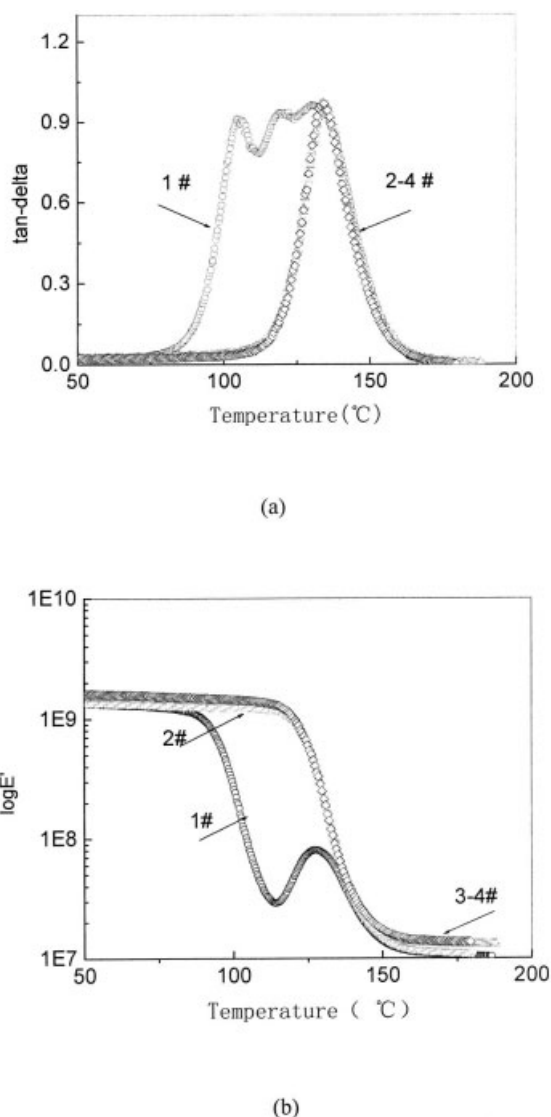 1.2
0.9
1 #
2-4 #
0.6
0.3
0.0
tan-delta
50 100 150 200
Temperature(℃)
(a)
1E10
1E9
2#
1#
1E8
3-4#
1E7
logE'
50 100 150 200
Temperature ( ℃)
(b)